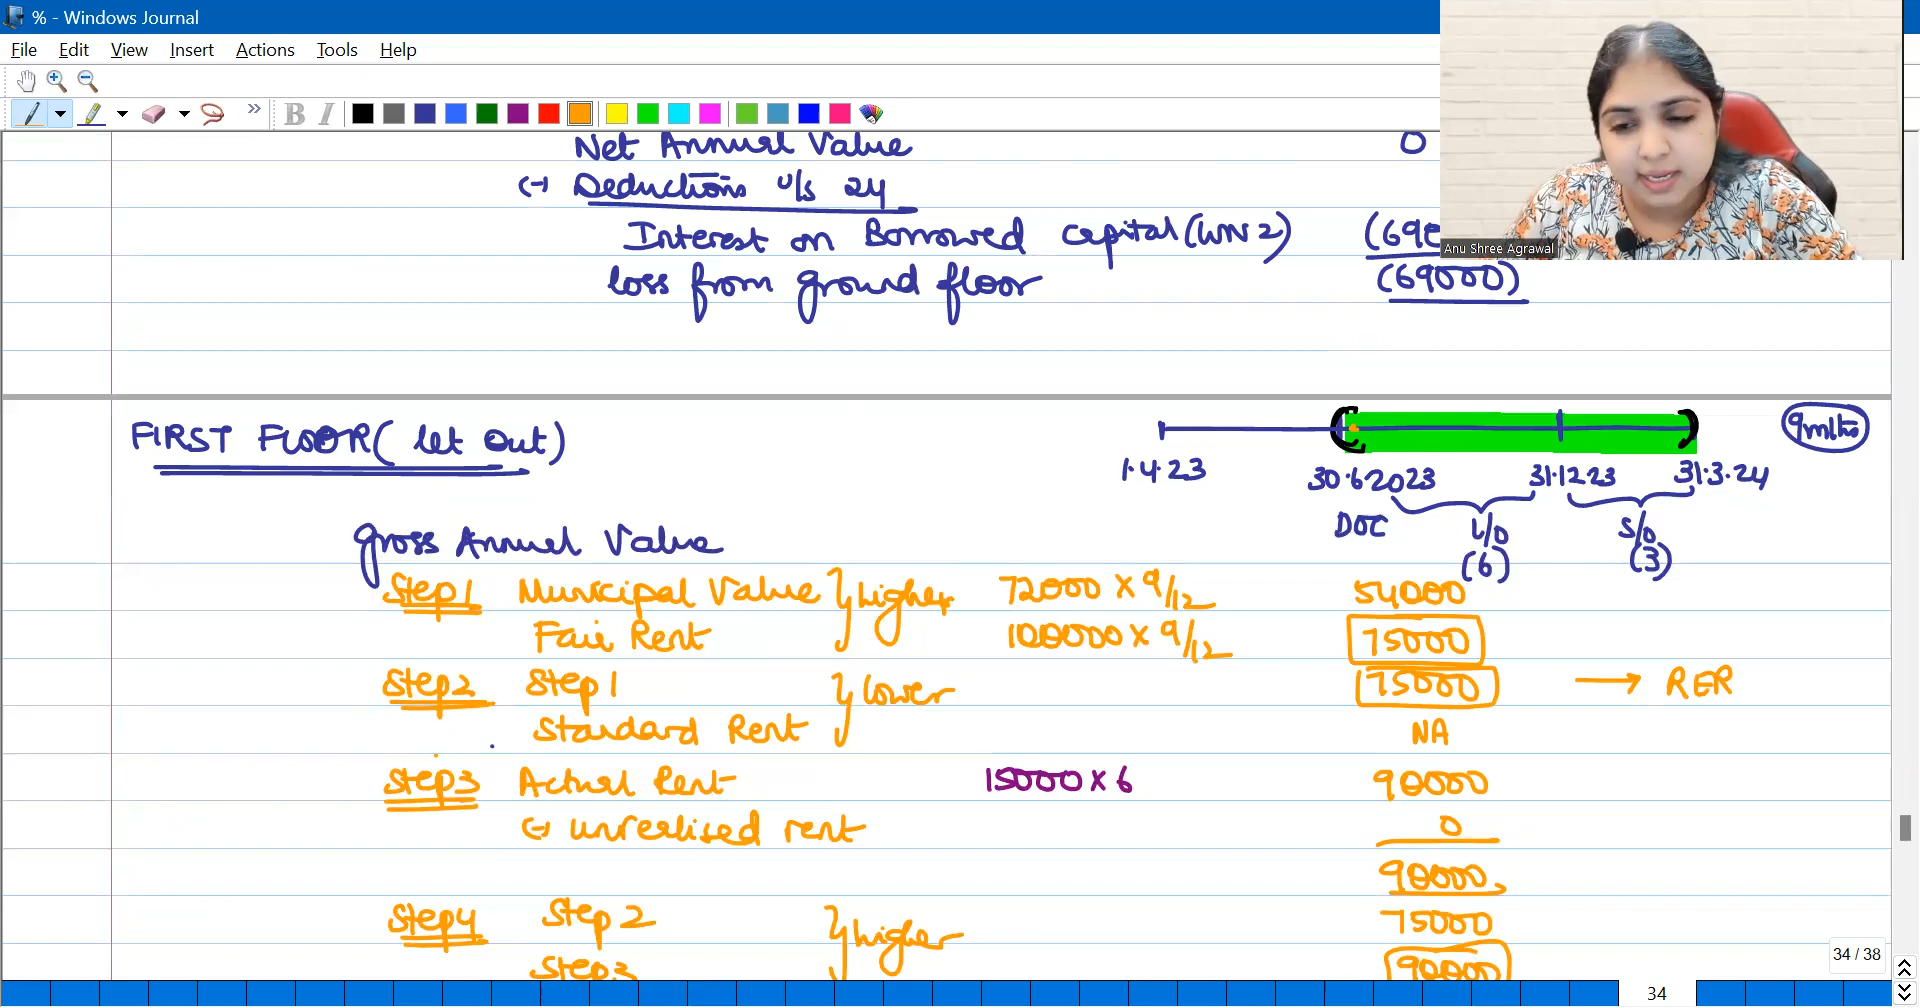 % - Windows Journal
File Edit View Insert Actions Tools Help
B I
Net Annual Value 0
(-) Deductions u/s 24
Interest on Borrowed capital (WN 2) (690
Anu Shree Agrawal
loss from ground floor (69000)
FIRST FLOOR (let out) 9mths
1.4.23 30.6.2023 31.12.23 31.3.24
DOC L/O S/O
(6) (3)
Gross Annual Value
Step 1 Municipal Value } higher 72000 × 9/12 54000
Fair Rent 100000 × 9/12 75000
Step 2 Step 1 } lower 75000 → RER
Standard Rent NA
Step 3 Actual Rent 15000 × 6 90000
(-) unrealised rent 0
90000
Step 4 Step 2 } higher 75000
Step 3 90000
34 / 38
34